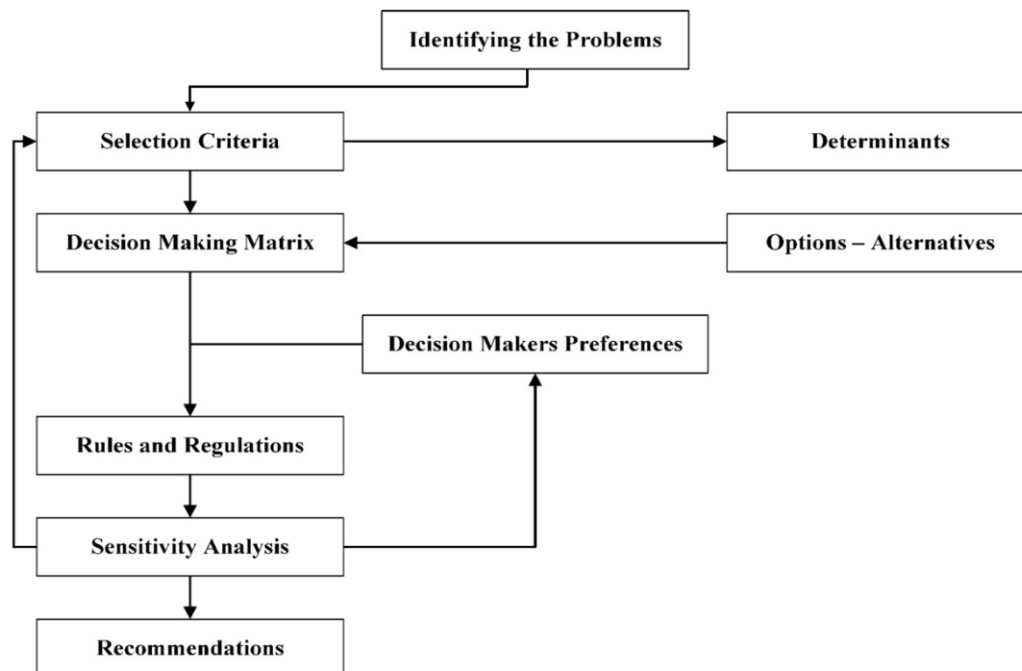 Identifying the Problems
Selection Criteria
Determinants
Decision Making Matrix
Options – Alternatives
Decision Makers Preferences
Rules and Regulations
Sensitivity Analysis
Recommendations